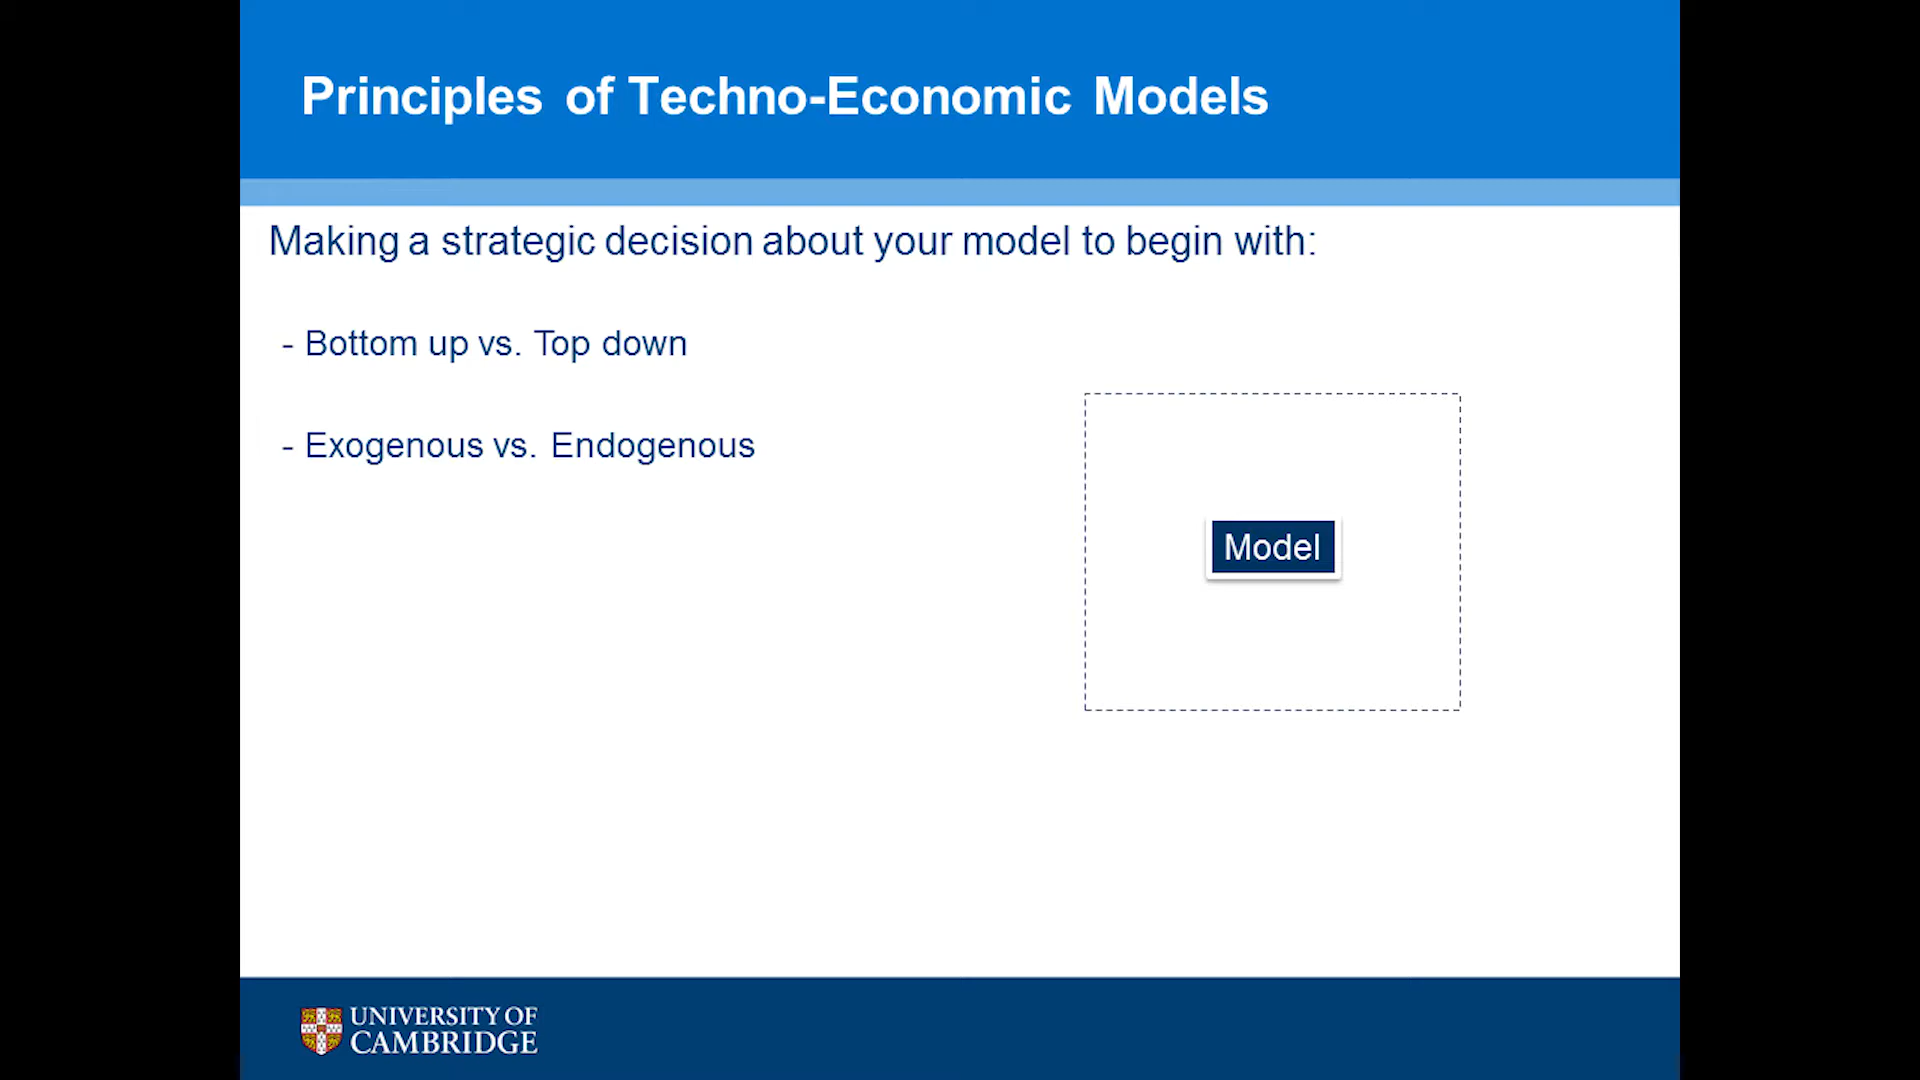 Principles of Techno-Economic Models
Making a strategic decision about your model to begin with:
- Bottom up vs. Top down
- Exogenous vs. Endogenous
Model
UNIVERSITY OF
CAMBRIDGE